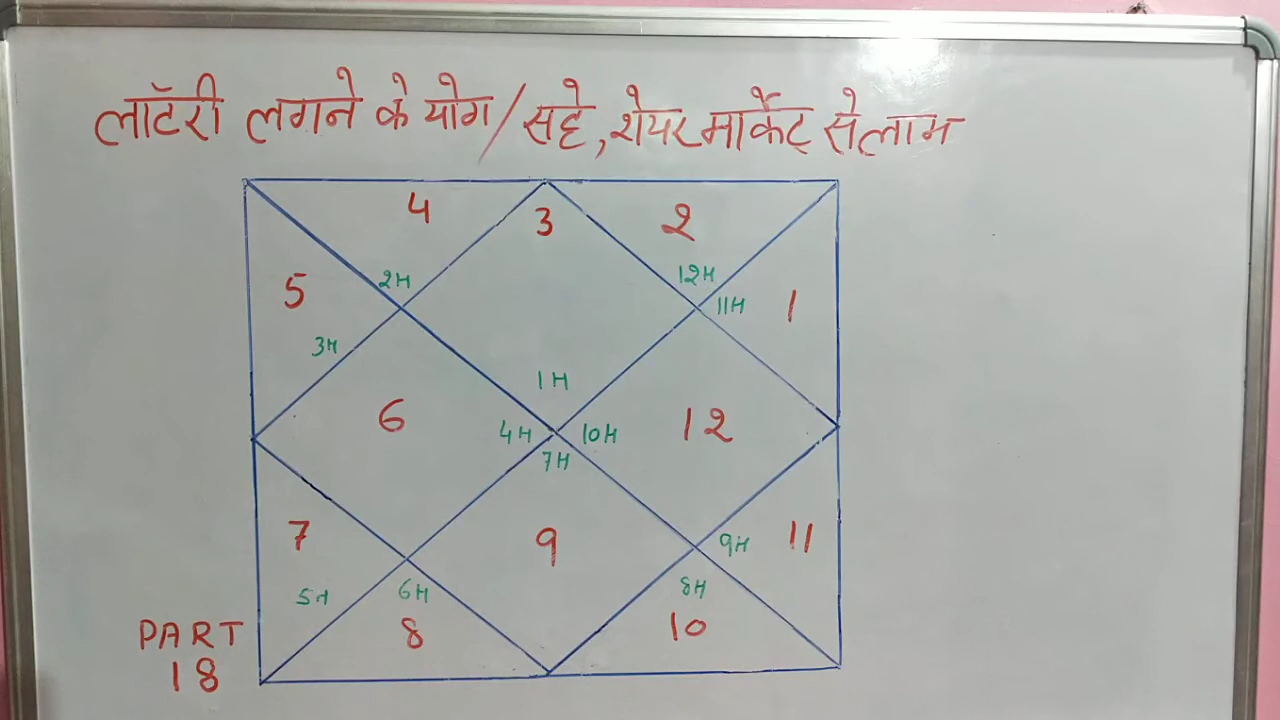 लॉटरी लगने के योग / सट्टे, शेयर मार्केट से लाभ
4
3
2
5
2H
12H
11H
1
3H
1H
6
4H
10H
12
7H
7
9
9H
11
5H
6H
8H
8
10
PART
18